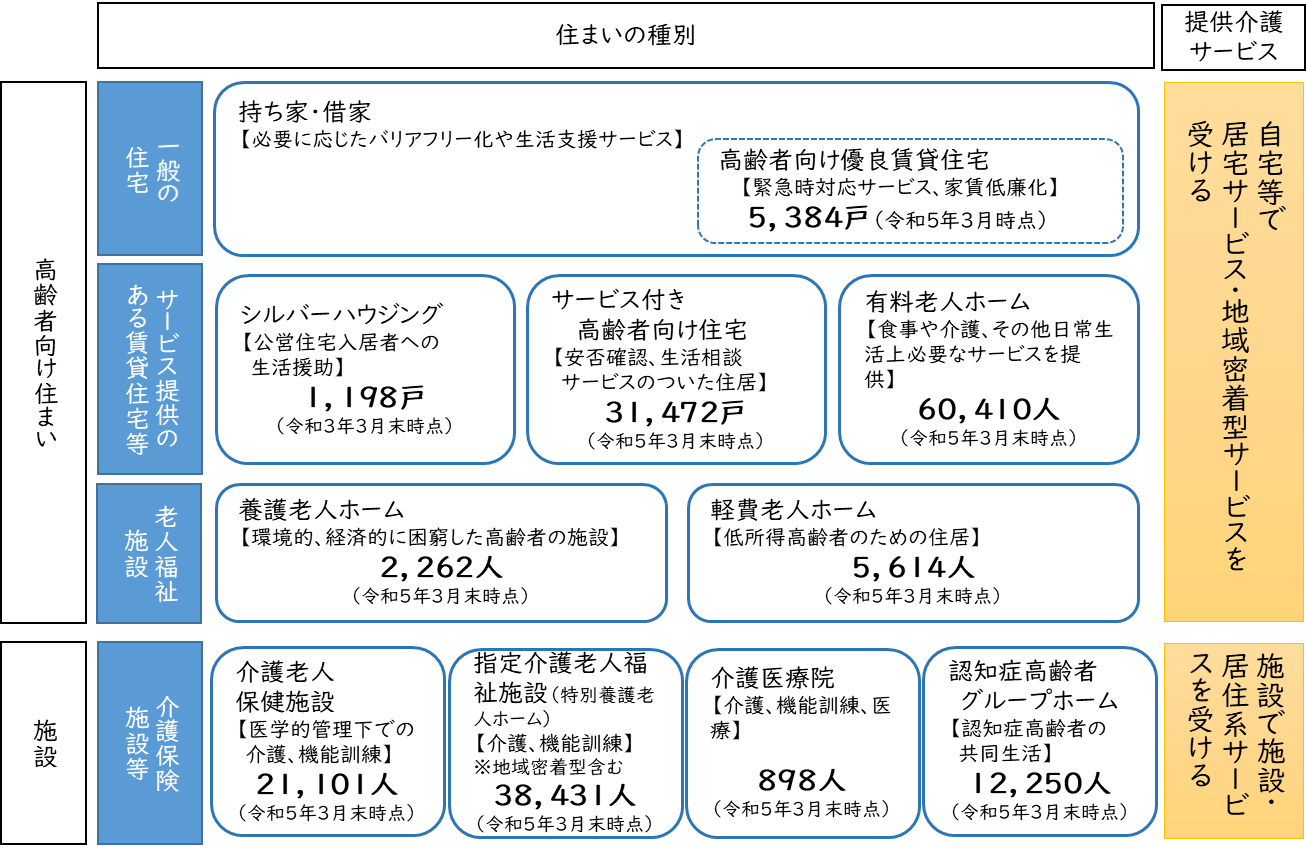 住まいの種別
提供介護
サービス
高齢者向け住まい
一般の
住宅
持ち家・借家
【必要に応じたバリアフリー化や生活支援サービス】
高齢者向け優良賃貸住宅
【緊急時対応サービス、家賃低廉化】
5,384戸（令和5年3月時点）
自宅等で
居宅サービス・地域密着型サービスを
受ける
サービス提供の
ある賃貸住宅等
シルバーハウジング
【公営住宅入居者への
生活援助】
1,198戸
（令和3年3月末時点）
サービス付き
高齢者向け住宅
【安否確認、生活相談
サービスのついた住居】
31,472戸
（令和5年3月末時点）
有料老人ホーム
【食事や介護、その他日常生
活上必要なサービスを提
供】
60,410人
（令和5年3月末時点）
老人福祉
施設
養護老人ホーム
【環境的、経済的に困窮した高齢者の施設】
2,262人
（令和5年3月末時点）
軽費老人ホーム
【低所得高齢者のための住居】
5,614人
（令和5年3月末時点）
施設
介護保険
施設等
介護老人
保健施設
【医学的管理下での
介護、機能訓練】
21,101人
（令和5年3月末時点）
指定介護老人福
祉施設（特別養護老
人ホーム）
【介護、機能訓練】
※地域密着型含む
38,431人
（令和5年3月末時点）
介護医療院
【介護、機能訓練、医
療】
898人
（令和5年3月末時点）
認知症高齢者
グループホーム
【認知症高齢者の
共同生活】
12,250人
（令和5年3月末時点）
施設で施設・
居住系サービ
スを受ける